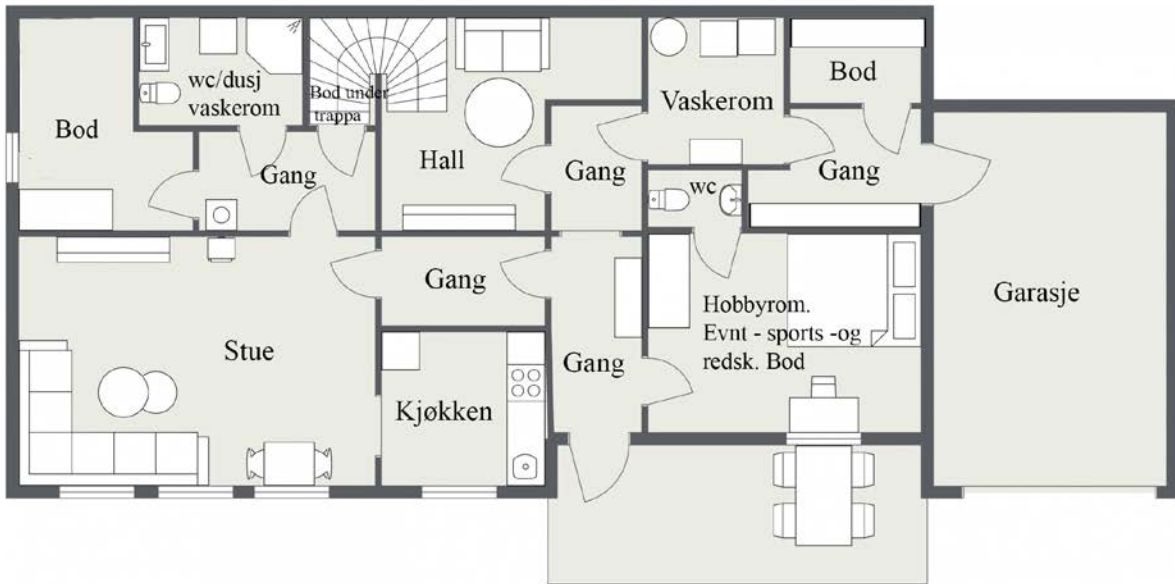 Bod
wc/dusj
vaskerom
Bod under
trappa
Hall
Vaskerom
Bod
Gang
Gang
Gang
wc
Garasje
Stue
Gang
Hobbyrom.
Evnt - sports -og
redsk. Bod
Gang
Kjøkken